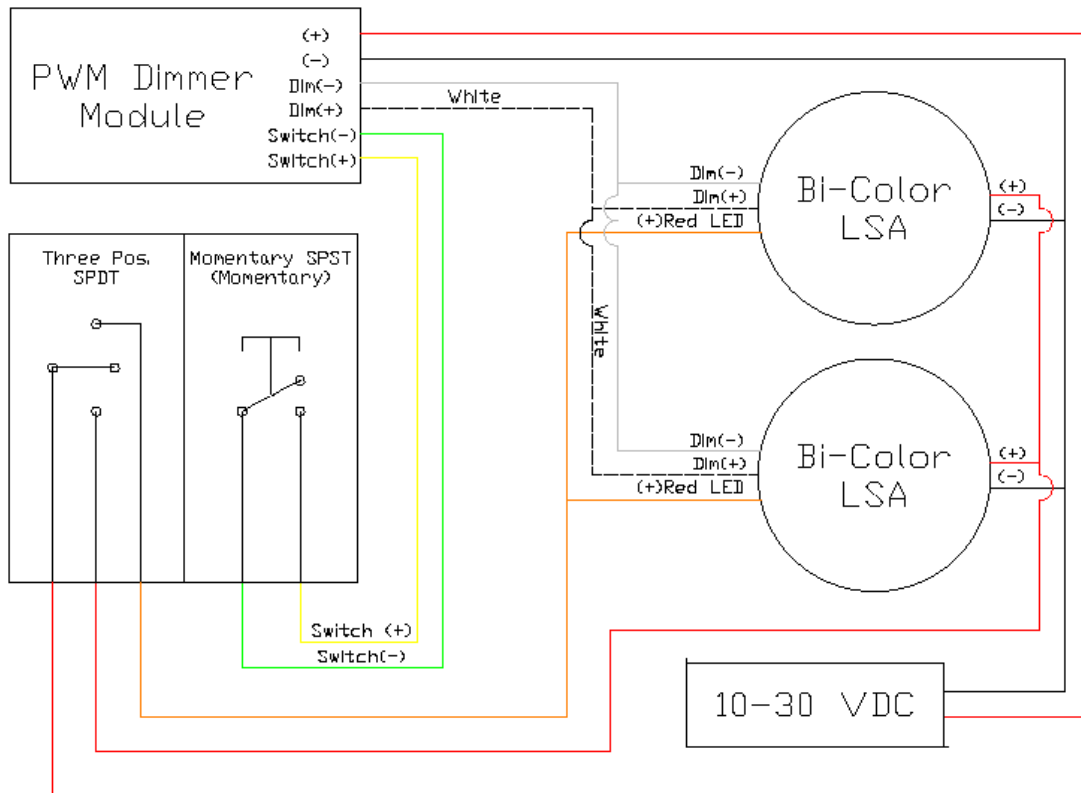 PWM Dimmer
Module
(+)
(-)
Dim(-)
Dim(+)
Switch(-)
Switch(+)
White
Three Pos.
SPDT
Momentary SPST
(Momentary)
Switch (+)
Switch(-)
White
Dim(-)
Dim(+)
(+)Red LED
Bi-Color
LSA
(+)
(-)
Dim(-)
Dim(+)
(+)Red LED
Bi-Color
LSA
(+)
(-)
10-30 VDC